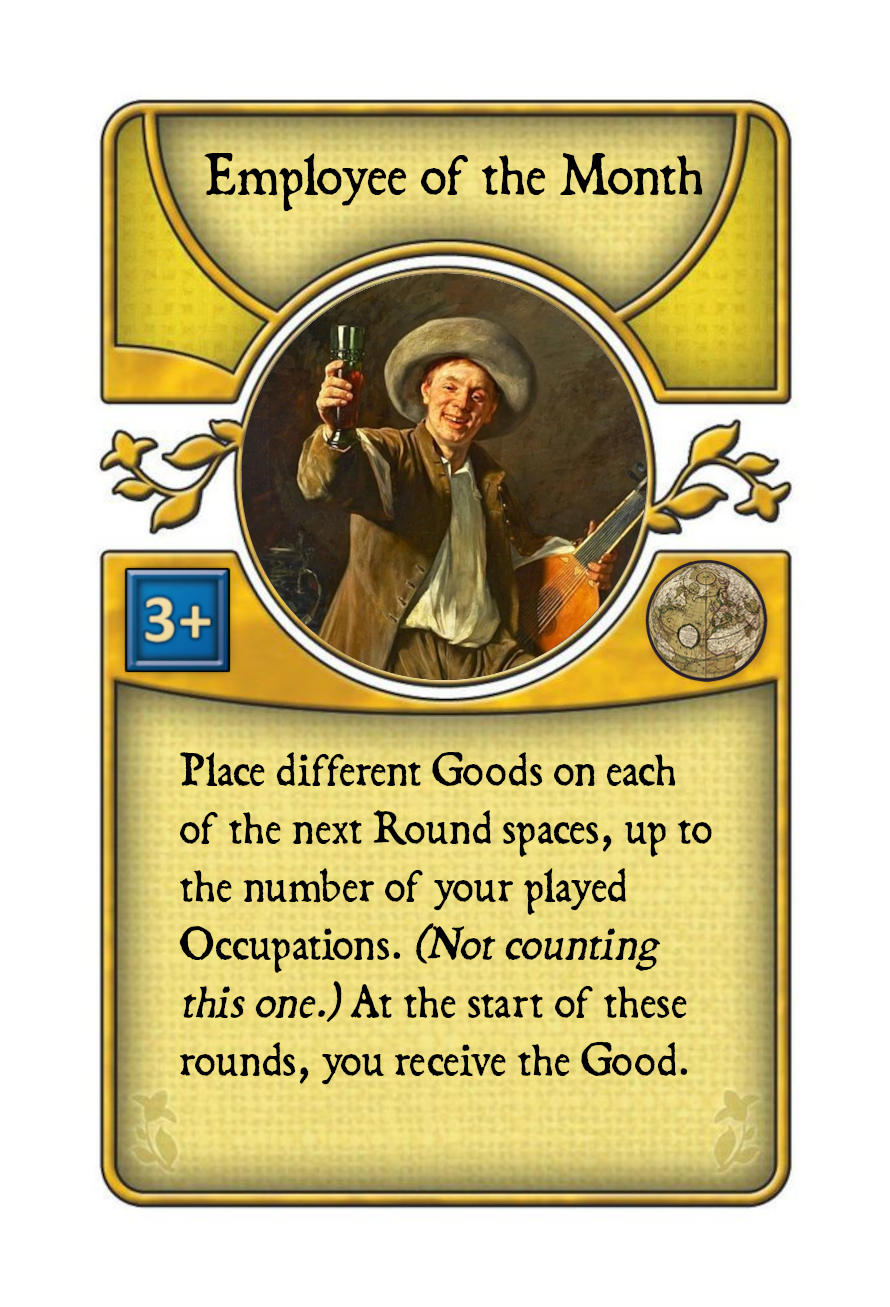 Employee of the Month
3+
Place different Goods on each
of the next Round spaces, up to
the number of your played
Occupations. (Not counting
this one.) At the start of these
rounds, you receive the Good.